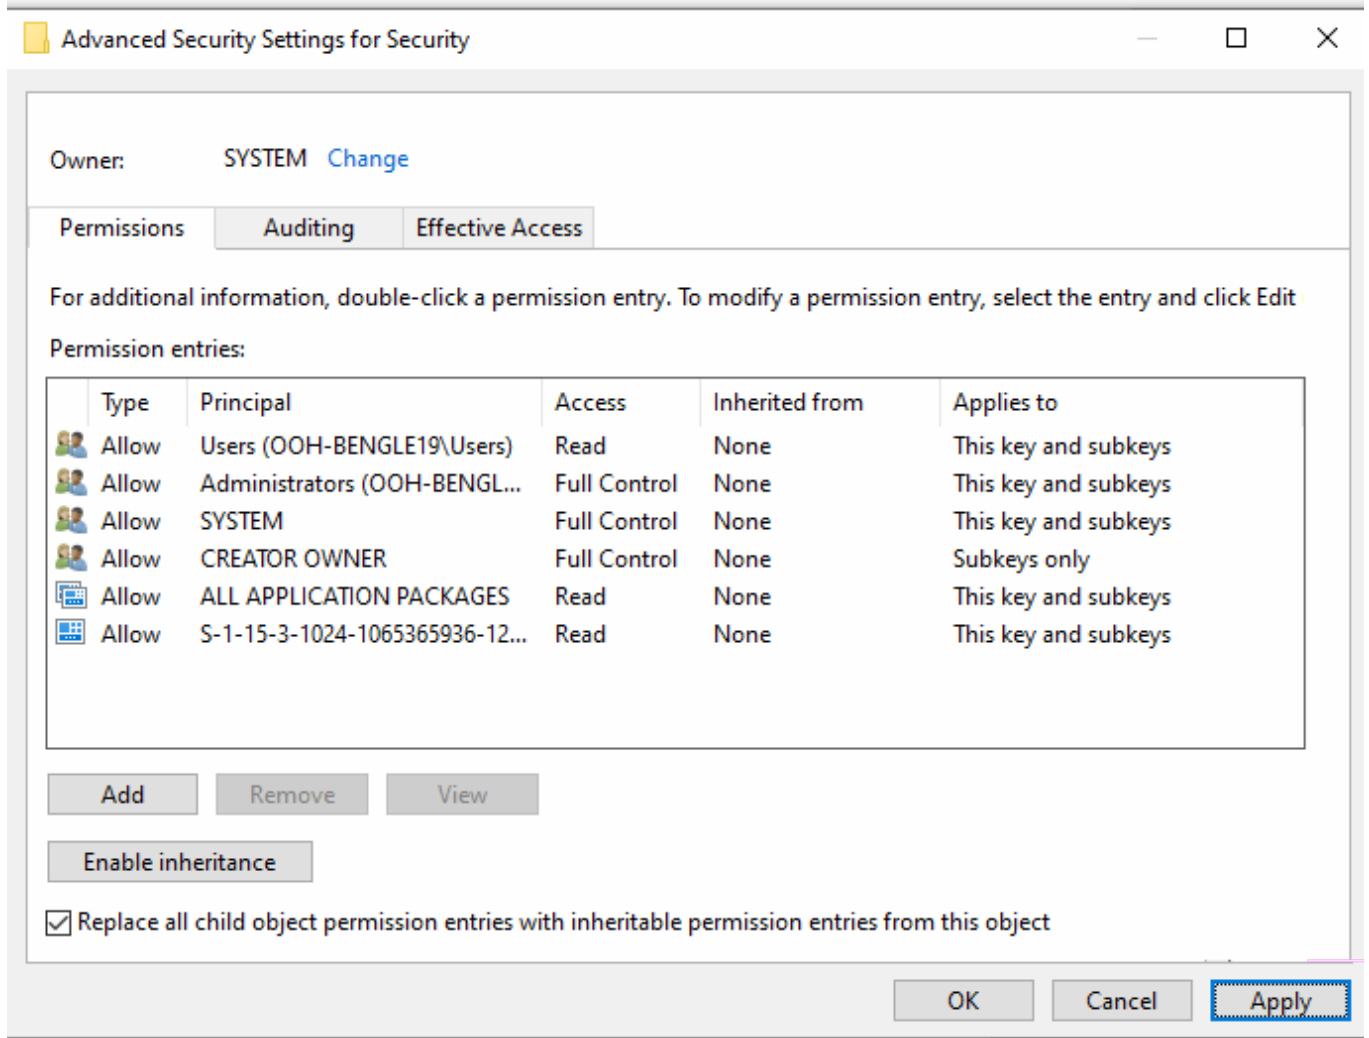 Advanced Security Settings for Security
Owner: SYSTEM Change
Permissions Auditing Effective Access
For additional information, double-click a permission entry. To modify a permission entry, select the entry and click Edit
Permission entries:
Type Principal Access Inherited from Applies to
Allow Users (OOH-BENGLE19\Users) Read None This key and subkeys
Allow Administrators (OOH-BENGL... Full Control None This key and subkeys
Allow SYSTEM Full Control None This key and subkeys
Allow CREATOR OWNER Full Control None Subkeys only
Allow ALL APPLICATION PACKAGES Read None This key and subkeys
Allow S-1-15-3-1024-1065365936-12... Read None This key and subkeys
Add Remove View
Enable inheritance
Replace all child object permission entries with inheritable permission entries from this object
OK Cancel Apply